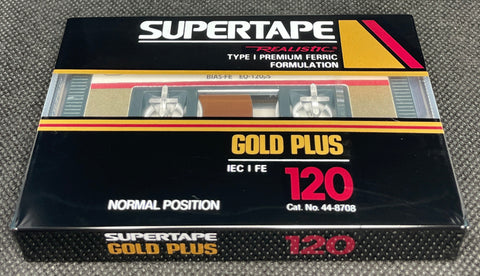 SUPERTAPE
REALISTIC
TYPE I PREMIUM FERRIC
FORMULATION
BIAS-FE EQ-120µS
GOLD PLUS
IEC I FE
120
NORMAL POSITION
Cat. No. 44-8708
SUPERTAPE
GOLD PLUS
120